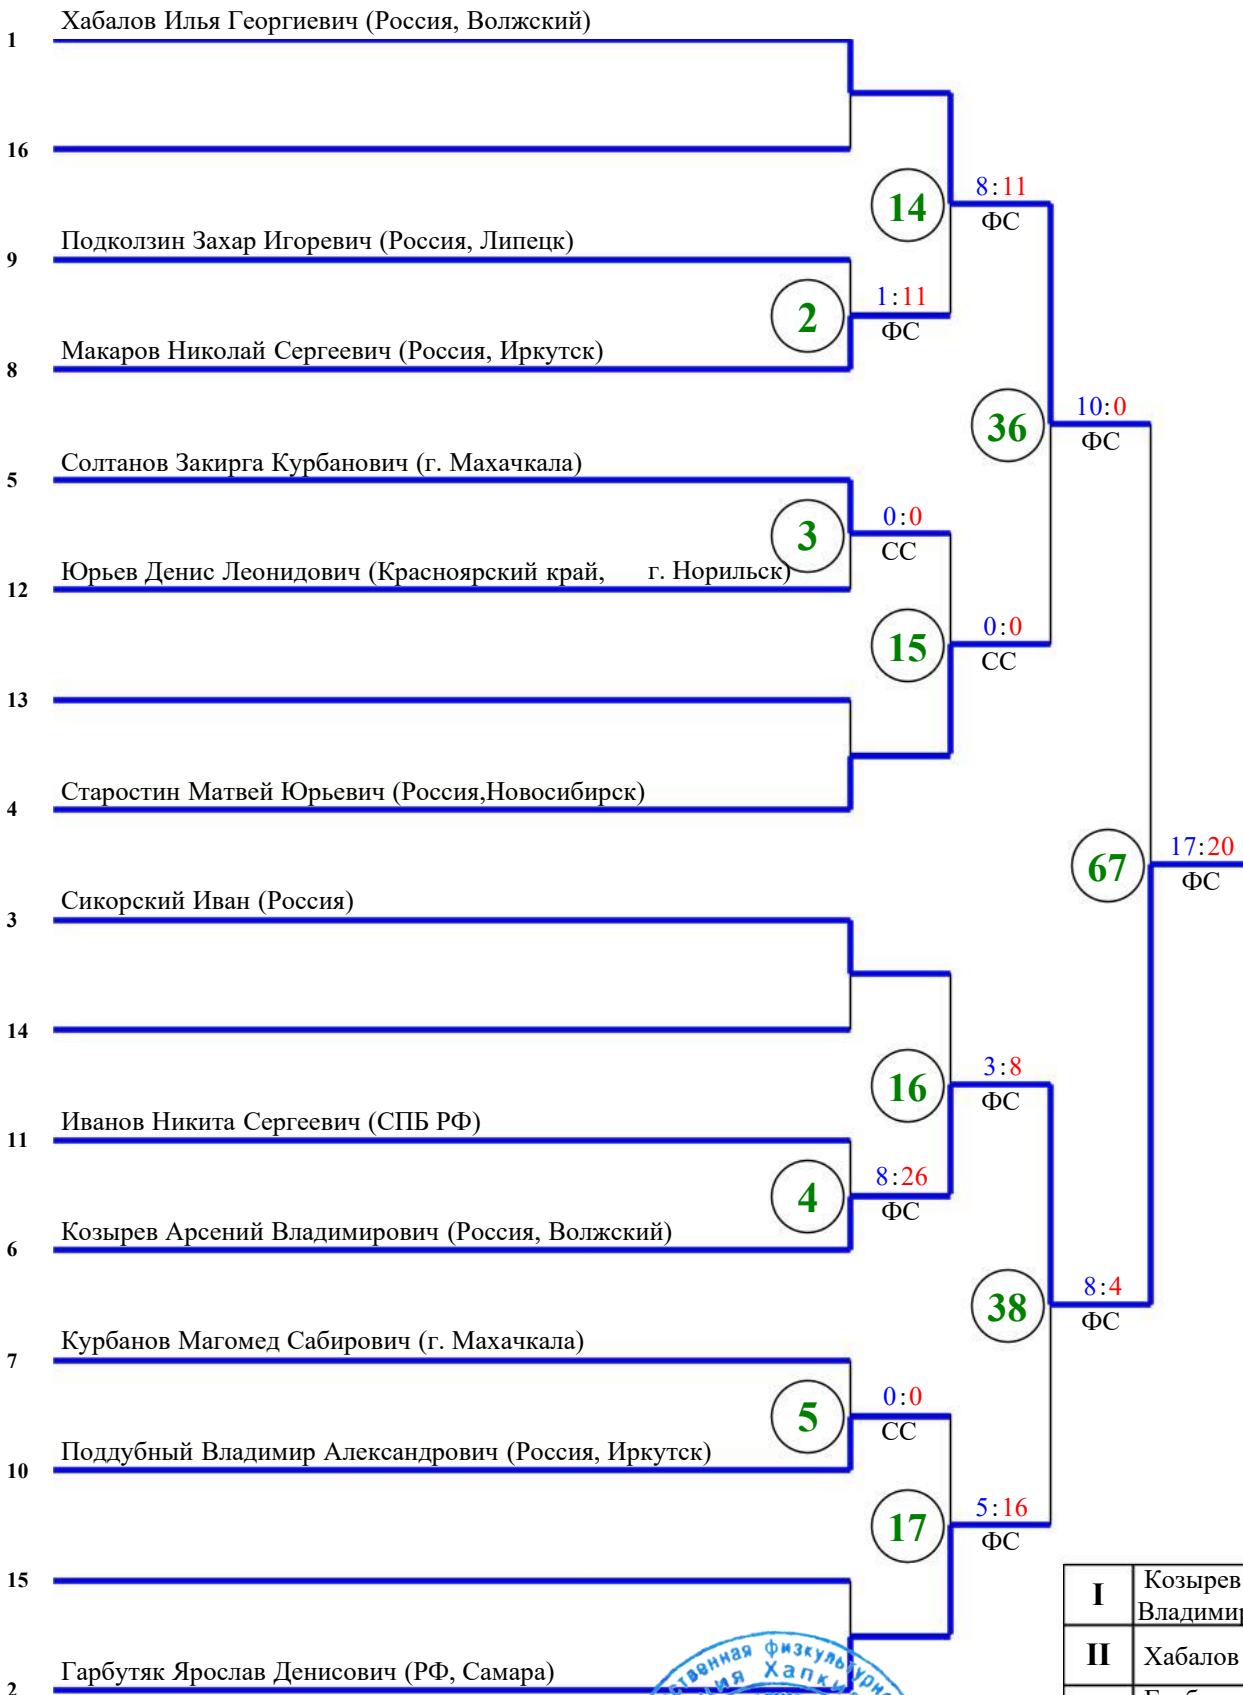 Хабалов Илья Георгиевич (Россия, Волжский)
1
16
14
8:11
ФС
Подколзин Захар Игоревич (Россия, Липецк)
9
2
1:11
ФС
Макаров Николай Сергеевич (Россия, Иркутск)
8
36
10:0
ФС
Солтанов Закирга Курбанович (г. Махачкала)
5
3
0:0
СС
Юрьев Денис Леонидович (Красноярский край, г. Норильск)
12
15
0:0
СС
13
Старостин Матвей Юрьевич (Россия,Новосибирск)
4
67
17:20
ФС
Сикорский Иван (Россия)
3
14
16
3:8
ФС
Иванов Никита Сергеевич (СПБ РФ)
11
4
8:26
ФС
Козырев Арсений Владимирович (Россия, Волжский)
6
38
8:4
ФС
Курбанов Магомед Сабирович (г. Махачкала)
7
5
0:0
СС
Поддубный Владимир Александрович (Россия, Иркутск)
10
17
5:16
ФС
15
Гарбутяк Ярослав Денисович (РФ, Самара)
2
I Козырев
Владимир
II Хабалов